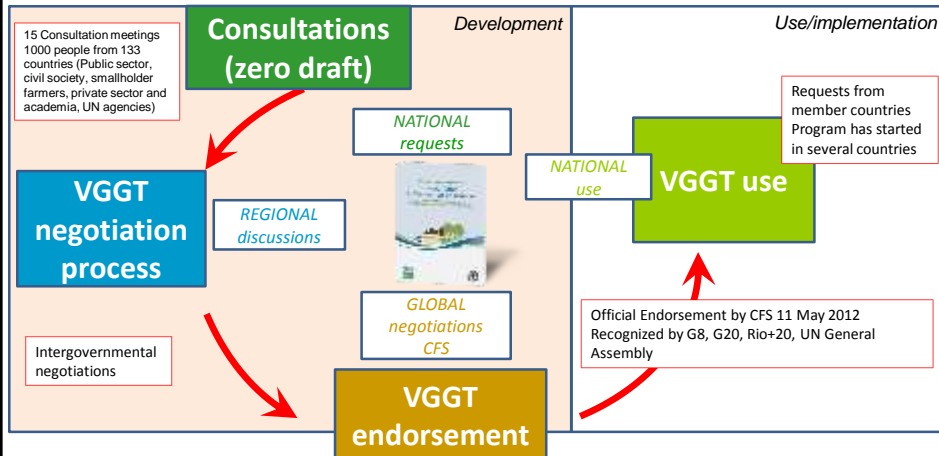 Development
Use/implementation
Consultations
(zero draft)
15 Consultation meetings
1000 people from 133
countries (Public sector,
civil society, smallholder
farmers, private sector and
academia, UN agencies)
NATIONAL
requests
Requests from
member countries
Program has started
in several countries
NATIONAL
use
VGGT use
VGGT
negotiation
process
REGIONAL
discussions
GLOBAL
negotiations
CFS
Official Endorsement by CFS 11 May 2012
Recognized by G8, G20, Rio+20, UN General
Assembly
Intergovernmental
negotiations
VGGT
endorsement